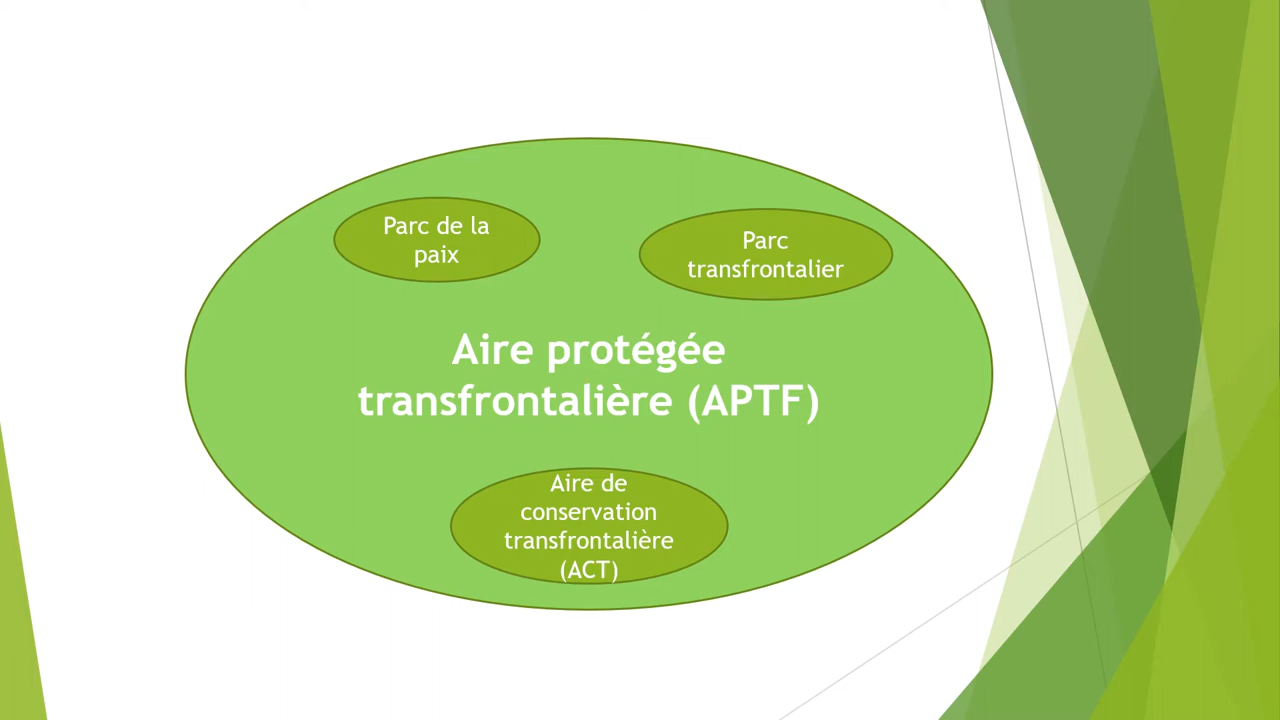 Parc de la
paix
Parc
transfrontalier
Aire protégée
transfrontalière (APTF)
Aire de
conservation
transfrontalière
(ACT)